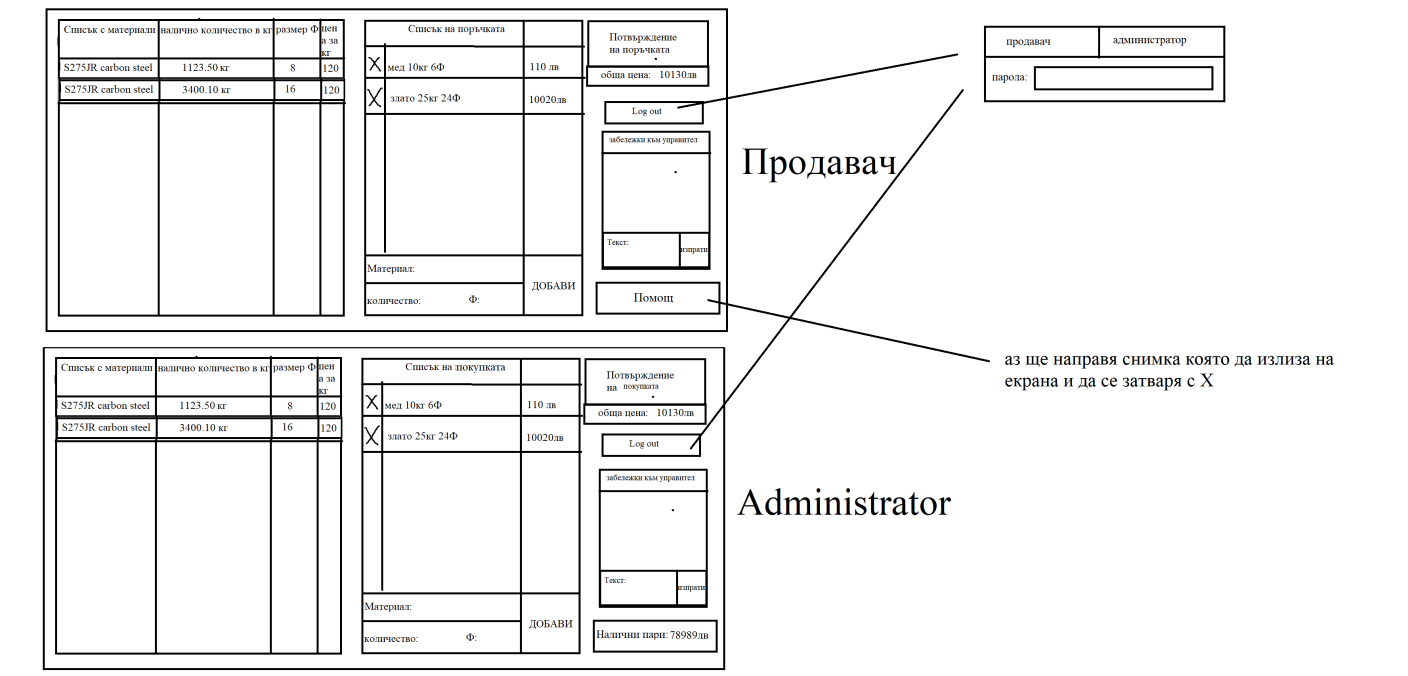 Списък с материали
налично количество в кг
размер Ф
цен
а за
кг
S275JR carbon steel
1123.50 кг
8
120
S275JR carbon steel
3400.10 кг
16
120
Списък на поръчката
X
мед 10кг 6Ф
110 лв
X
злато 25кг 24Ф
10020лв
Материал:
количество:
Ф:
ДОБАВИ
Потвърждение
на поръчката
обща цена: 10130лв
Log out
забележки към управител
Текст:
изпрати
Помощ
Продавач
продавач
администратор
парола:
аз ще направя снимка която да излиза на
екрана и да се затваря с X
Списък с материали
налично количество в кг
размер Ф
цен
а за
кг
S275JR carbon steel
1123.50 кг
8
120
S275JR carbon steel
3400.10 кг
16
120
Списък на покупката
X
мед 10кг 6Ф
110 лв
X
злато 25кг 24Ф
10020лв
Материал:
количество:
Ф:
ДОБАВИ
Потвърждение
на покупката
обща цена: 10130лв
Log out
забележки към управител
Текст:
изпрати
Налични пари: 78989лв
Administrator